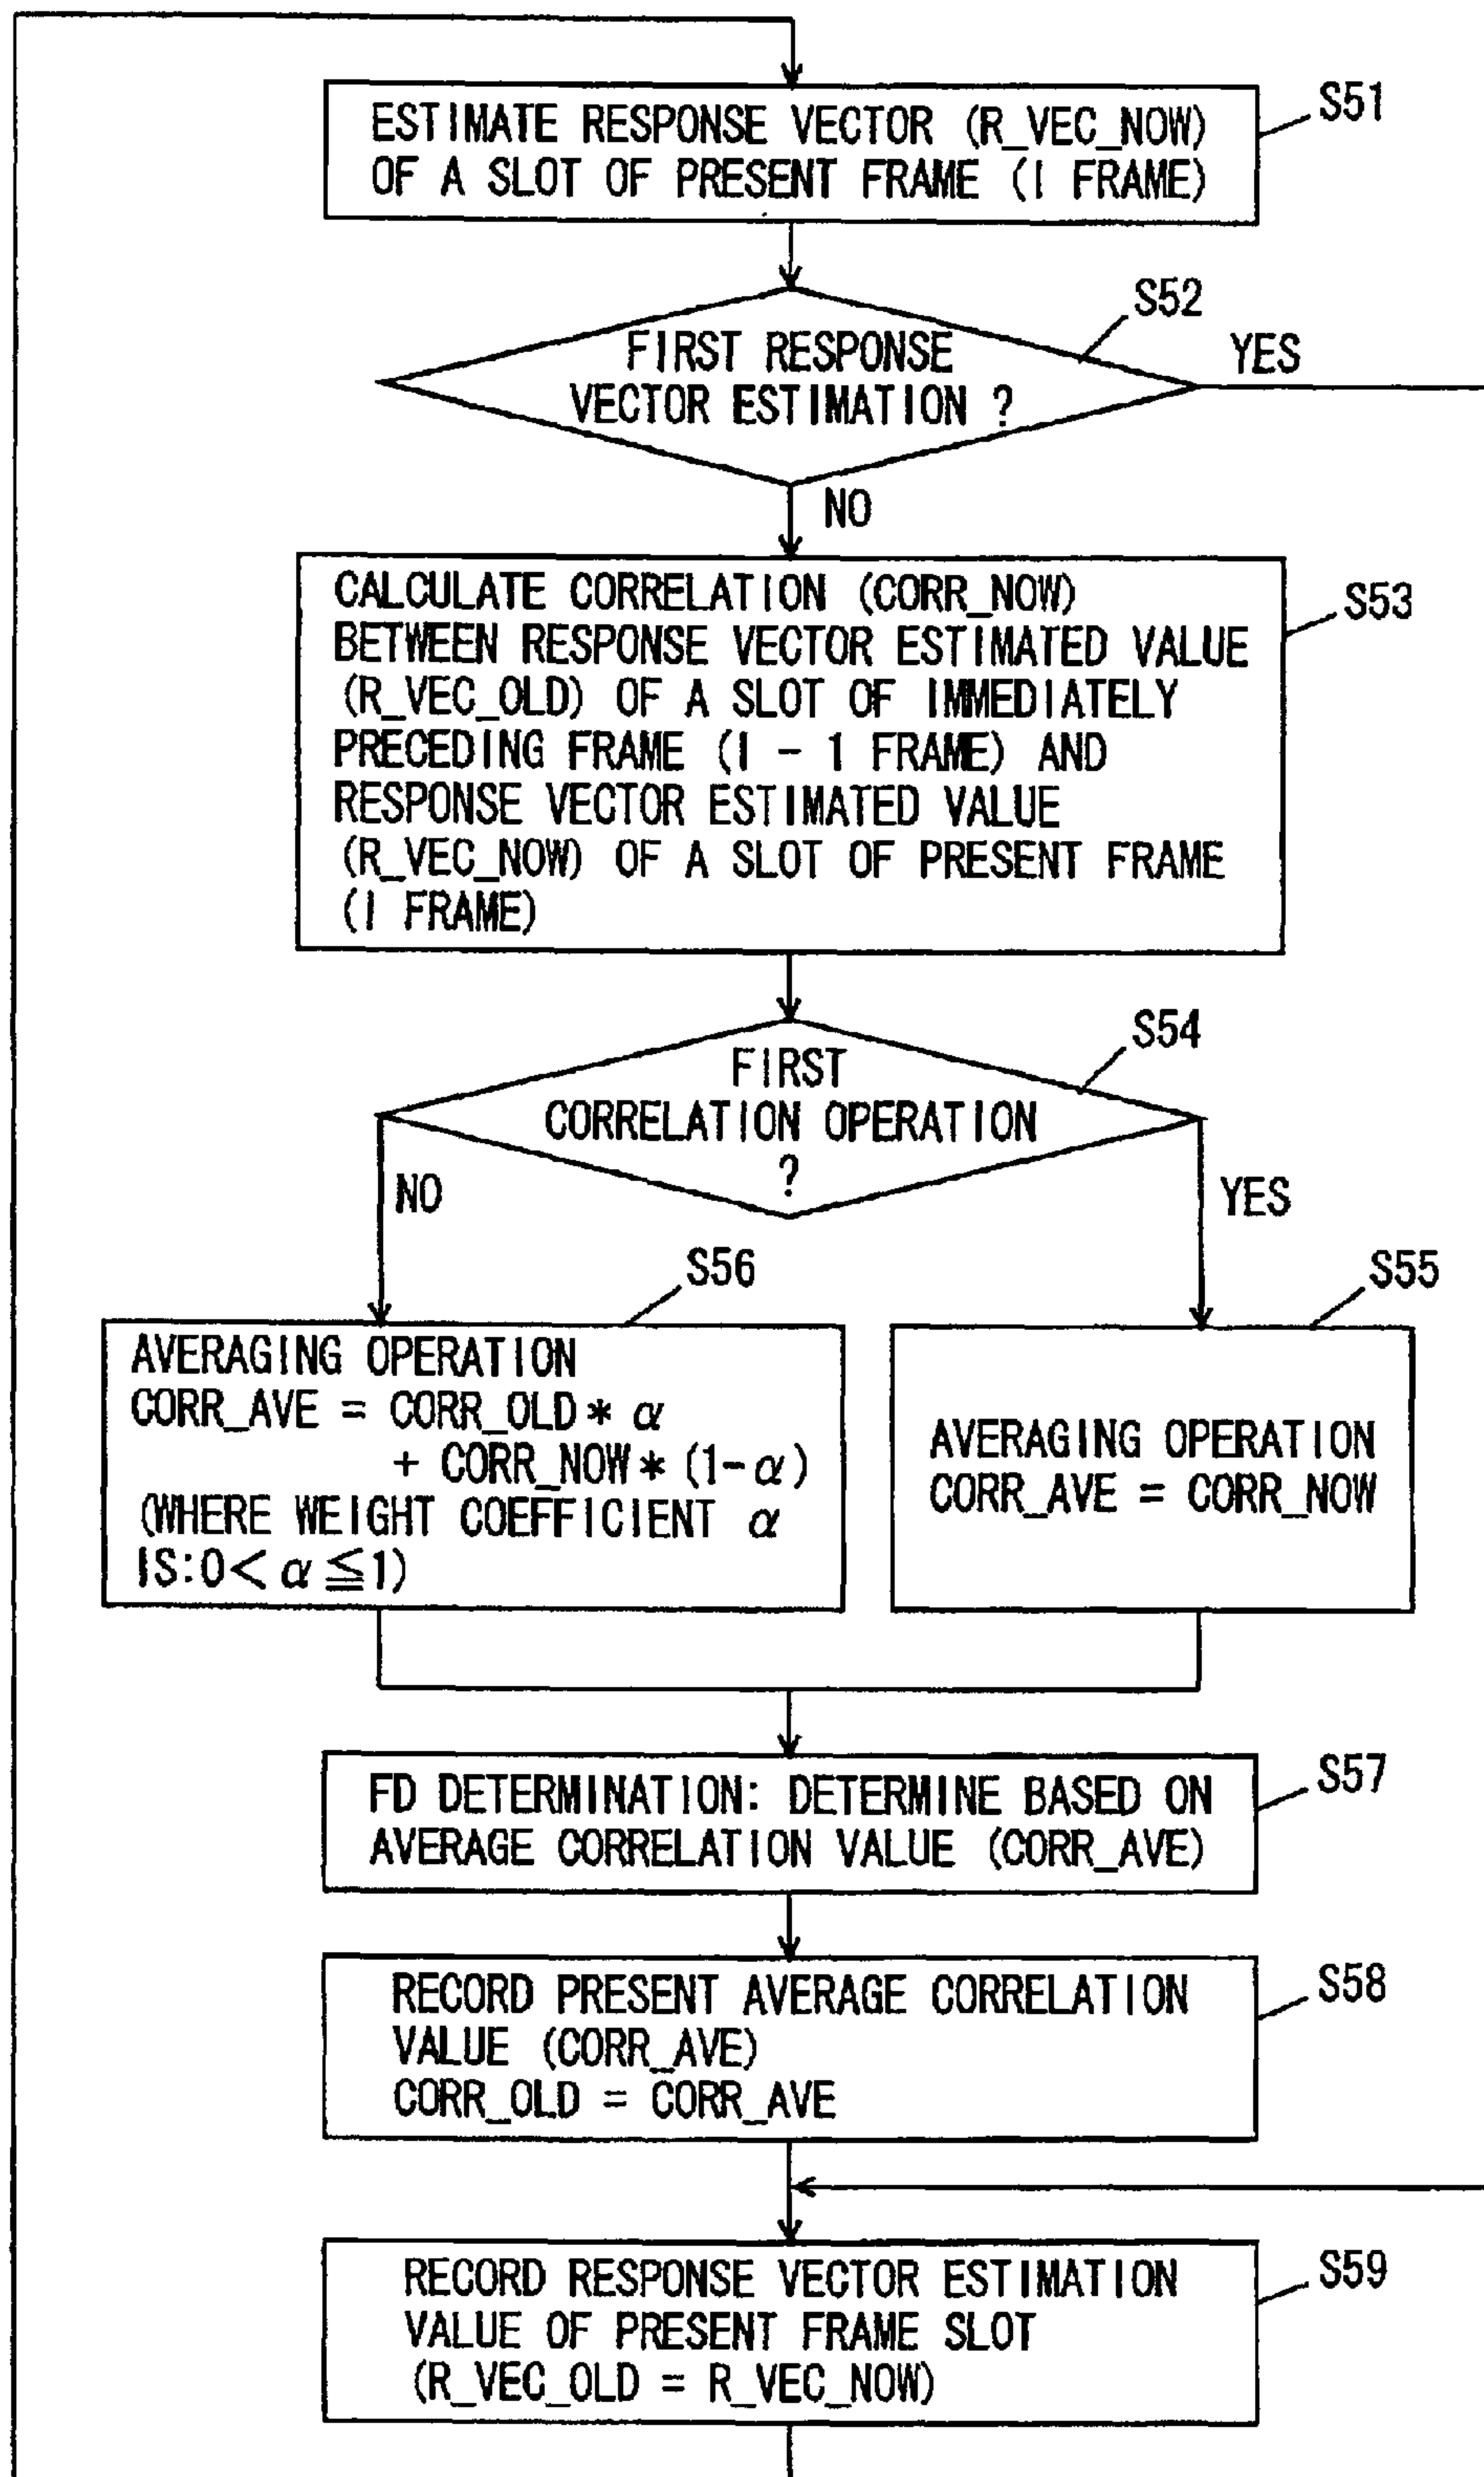 ESTIMATE RESPONSE VECTOR (R_VEC_NOW)
OF A SLOT OF PRESENT FRAME (I FRAME)
S51
FIRST RESPONSE
VECTOR ESTIMATION ?
S52
YES
NO
CALCULATE CORRELATION (CORR_NOW)
BETWEEN RESPONSE VECTOR ESTIMATED VALUE
(R_VEC_OLD) OF A SLOT OF IMMEDIATELY
PRECEDING FRAME (I - 1 FRAME) AND
RESPONSE VECTOR ESTIMATED VALUE
(R_VEC_NOW) OF A SLOT OF PRESENT FRAME
(I FRAME)
S53
FIRST
CORRELATION OPERATION
?
S54
NO
YES
S56
AVERAGING OPERATION
CORR_AVE = CORR_OLD * α
+ CORR_NOW * (1-α)
(WHERE WEIGHT COEFFICIENT α
IS:0< α ≦1)
S55
AVERAGING OPERATION
CORR_AVE = CORR_NOW
FD DETERMINATION: DETERMINE BASED ON
AVERAGE CORRELATION VALUE (CORR_AVE)
S57
RECORD PRESENT AVERAGE CORRELATION
VALUE (CORR_AVE)
CORR_OLD = CORR_AVE
S58
RECORD RESPONSE VECTOR ESTIMATION
VALUE OF PRESENT FRAME SLOT
(R_VEC_OLD = R_VEC_NOW)
S59